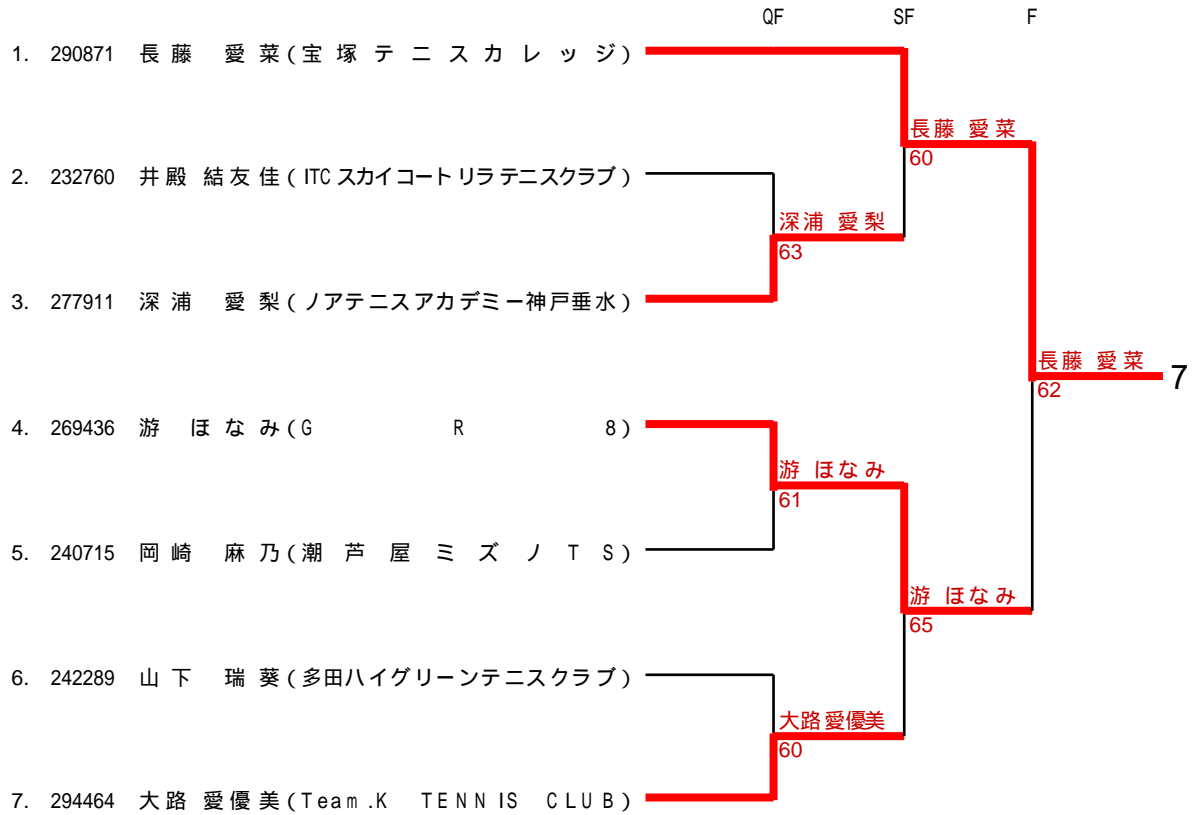 QF SF F
1. 290871 長藤 愛菜(宝塚テニスカレッジ)
長藤 愛菜
60
2. 232760 井殿 結友佳(ITCスカイコートリラテニスクラブ)
深浦 愛梨
63
3. 277911 深浦 愛梨(ノアテニスアカデミー神戸垂水)
長藤 愛菜
62
7
4. 269436 游 ほなみ(G R 8)
游 ほなみ
61
5. 240715 岡崎 麻乃(潮芦屋ミズノTS)
游 ほなみ
65
6. 242289 山下 瑞葵(多田ハイグリーンテニスクラブ)
大路 愛優美
60
7. 294464 大路 愛優美(Team.K TENNIS CLUB)